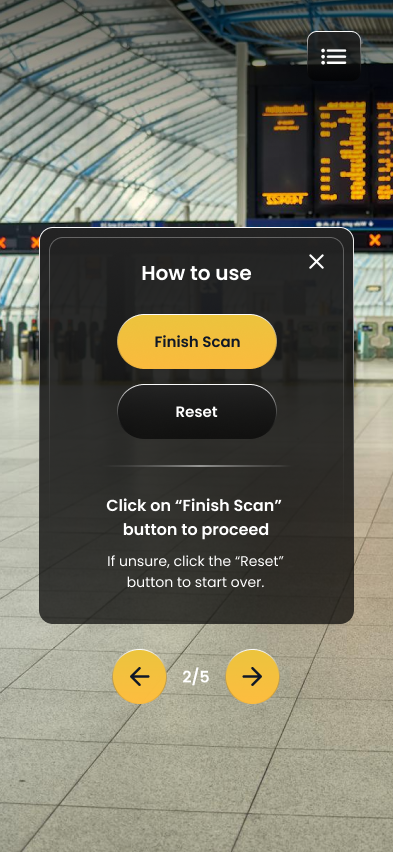 How to use
Finish Scan
Reset
Click on “Finish Scan”
button to proceed
If unsure, click the “Reset”
button to start over.
2/5